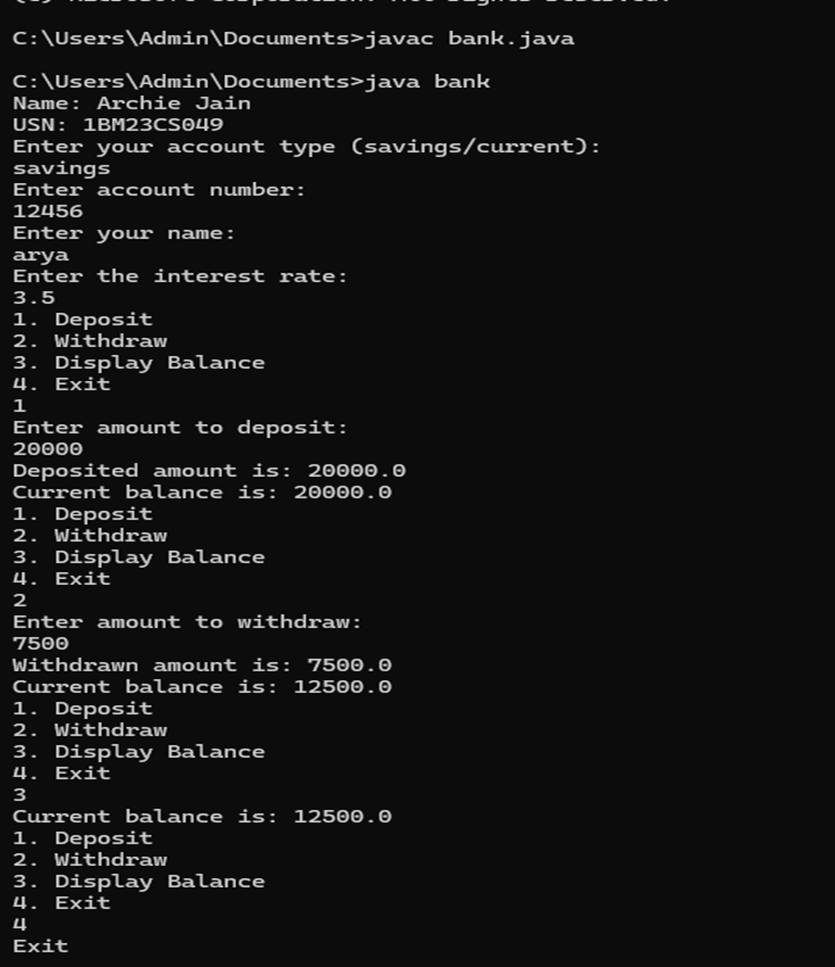 C:\Users\Admin\Documents>javac bank.java
C:\Users\Admin\Documents>java bank
Name: Archie Jain
USN: 1BM23CS049
Enter your account type (savings/current):
savings
Enter account number:
12456
Enter your name:
arya
Enter the interest rate:
3.5
1. Deposit
2. Withdraw
3. Display Balance
4. Exit
1
Enter amount to deposit:
20000
Deposited amount is: 20000.0
Current balance is: 20000.0
1. Deposit
2. Withdraw
3. Display Balance
4. Exit
2
Enter amount to withdraw:
7500
Withdrawn amount is: 7500.0
Current balance is: 12500.0
1. Deposit
2. Withdraw
3. Display Balance
4. Exit
3
Current balance is: 12500.0
1. Deposit
2. Withdraw
3. Display Balance
4. Exit
4
Exit